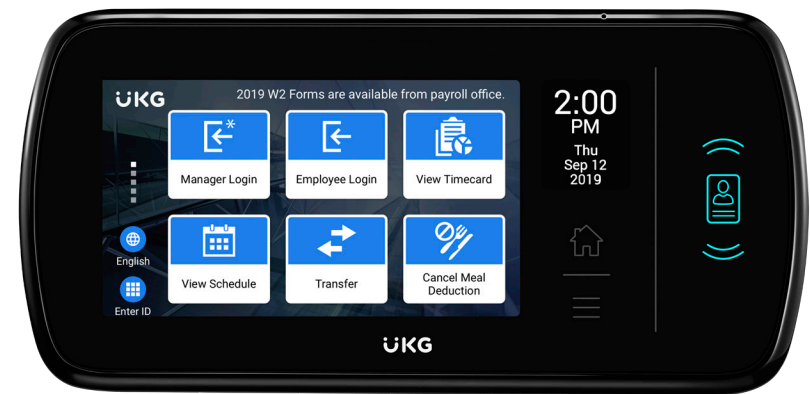 UKG
2019 W2 Forms are available from payroll office.
Manager Login
Employee Login
View Timecard
View Schedule
Transfer
Cancel Meal
Deduction
English
Enter ID
2:00
PM
Thu
Sep 12
2019
UKG